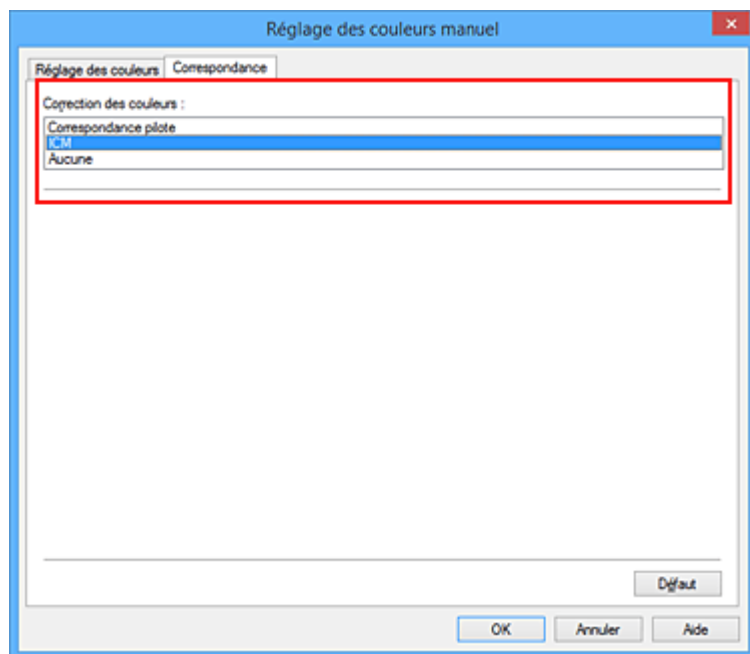 Réglage des couleurs manuel
Réglage des couleurs Correspondance
Correction des couleurs :
Correspondance pilote
ICM
Aucune
Défaut
OK Annuler Aide